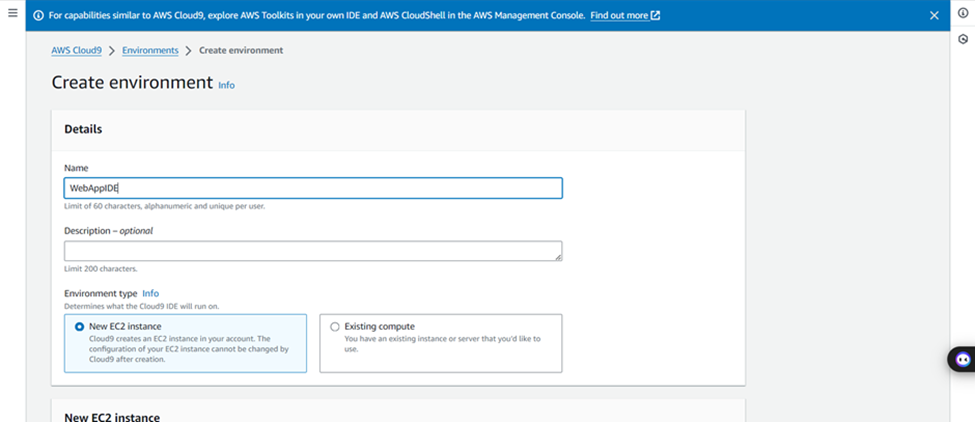 For capabilities similar to AWS Cloud9, explore AWS Toolkits in your own IDE and AWS CloudShell in the AWS Management Console. Find out more
AWS Cloud9 > Environments > Create environment
Create environment Info
Details
Name
WebAppIDE
Limit of 60 characters, alphanumeric and unique per user.
Description – optional
Limit 200 characters.
Environment type Info
Determines what the Cloud9 IDE will run on.
New EC2 instance
Cloud9 creates an EC2 instance in your account. The
configuration of your EC2 instance cannot be changed by
Cloud9 after creation.
Existing compute
You have an existing instance or server that you'd like to
use.
New EC2 instance